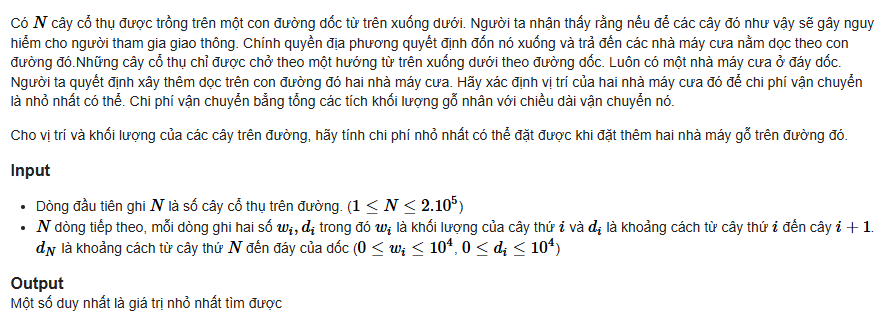 Có N cây cổ thụ được trồng trên một con đường dốc từ trên xuống dưới. Người ta nhận thấy rằng nếu để các cây đó như vậy sẽ gây nguy
hiểm cho người tham gia giao thông. Chính quyền địa phương quyết định đốn nó xuống và trả đến các nhà máy cưa nằm dọc theo con
đường đó.Những cây cổ thụ chỉ được chở theo một hướng từ trên xuống dưới theo đường dốc. Luôn có một nhà máy cưa ở đáy dốc.
Người ta quyết định xây thêm dọc trên con đường đó hai nhà máy cưa. Hãy xác định vị trí của hai nhà máy cưa đó để chi phí vận chuyển
là nhỏ nhất có thể. Chi phí vận chuyển bằng tổng các tích khối lượng gỗ nhân với chiều dài vận chuyển nó.
Cho vị trí và khối lượng của các cây trên đường, hãy tính chi phí nhỏ nhất có thể đặt được khi đặt thêm hai nhà máy gỗ trên đường đó.
Input
• Dòng đầu tiên ghi N là số cây cổ thụ trên đường. (1 ≤ N ≤ 2.10^5)
• N dòng tiếp theo, mỗi dòng ghi hai số w_i, d_i trong đó w_i là khối lượng của cây thứ i và d_i là khoảng cách từ cây thứ i đến cây i + 1.
d_N là khoảng cách từ cây thứ N đến đáy của dốc (0 ≤ w_i ≤ 10^4, 0 ≤ d_i ≤ 10^4)
Output
Một số duy nhất là giá trị nhỏ nhất tìm được